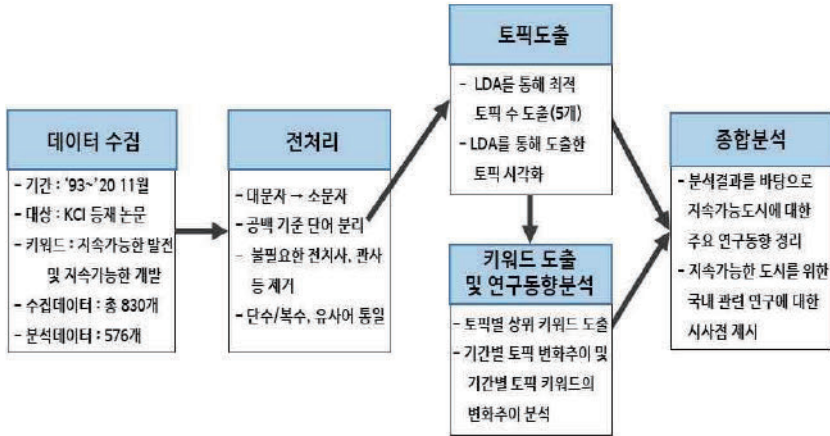 데이터 수집
- 기간 : '93~'20 11월
- 대상 : KCI 등재 논문
- 키워드 : 지속가능한 발전
및 지속가능한 개발
- 수집데이터 : 총 830개
- 분석데이터 : 576개
전처리
- 대문자 → 소문자
- 공백 기준 단어 분리
- 불필요한 전치사, 관사
등 제거
- 단수/복수, 유사어 통일
토픽도출
- LDA를 통해 최적
토픽 수 도출(5개)
- LDA를 통해 도출한
토픽 시각화
키워드 도출
및 연구동향분석
- 토픽별 상위 키워드 도출
- 기간별 토픽 변화추이 및
기간별 토픽 키워드의
변화추이 분석
종합분석
- 분석결과를 바탕으로
지속가능도시에 대한
주요 연구동향 정리
- 지속가능한 도시를 위한
국내 관련 연구에 대한
시사점 제시